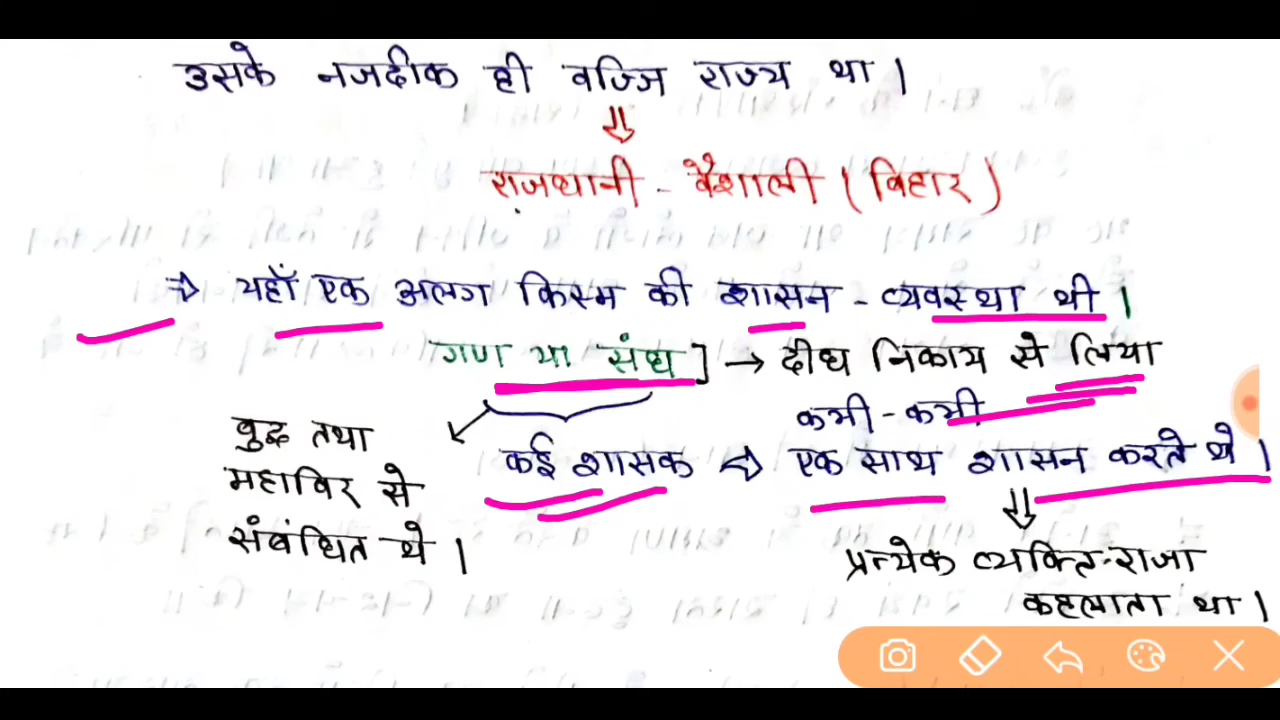 उसके नजदीक ही वज्जि राज्य था।
⇓
राजधानी - वैशाली (बिहार)
⇒ यहाँ एक अलग किस्म की शासन - व्यवस्था थी।
गण या संघ] → दीघ निकाय से लिया
कभी - कभी
बुद्ध तथा
महाविर से
संबंधित थे।
कई शासक ⇒ एक साथ शासन करते थे।
⇓
प्रत्येक व्यक्ति-राजा
कहलाता था।